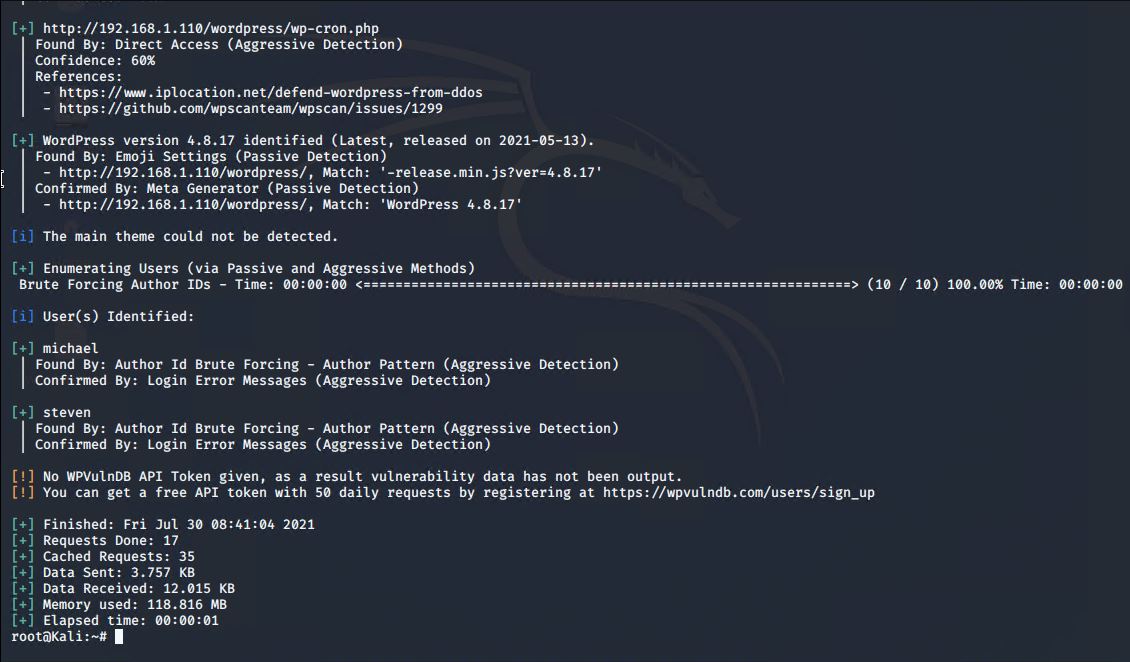 [+] http://192.168.1.110/wordpress/wp-cron.php
| Found By: Direct Access (Aggressive Detection)
| Confidence: 60%
| References:
| - https://www.iplocation.net/defend-wordpress-from-ddos
| - https://github.com/wpscanteam/wpscan/issues/1299
[+] WordPress version 4.8.17 identified (Latest, released on 2021-05-13).
| Found By: Emoji Settings (Passive Detection)
| - http://192.168.1.110/wordpress/, Match: '-release.min.js?ver=4.8.17'
| Confirmed By: Meta Generator (Passive Detection)
| - http://192.168.1.110/wordpress/, Match: 'WordPress 4.8.17'
[i] The main theme could not be detected.
[+] Enumerating Users (via Passive and Aggressive Methods)
Brute Forcing Author IDs - Time: 00:00:00 <=============================================================> (10 / 10) 100.00% Time: 00:00:00
[i] User(s) Identified:
[+] michael
| Found By: Author Id Brute Forcing - Author Pattern (Aggressive Detection)
| Confirmed By: Login Error Messages (Aggressive Detection)
[+] steven
| Found By: Author Id Brute Forcing - Author Pattern (Aggressive Detection)
| Confirmed By: Login Error Messages (Aggressive Detection)
[!] No WPVulnDB API Token given, as a result vulnerability data has not been output.
[!] You can get a free API token with 50 daily requests by registering at https://wpvulndb.com/users/sign_up
[+] Finished: Fri Jul 30 08:41:04 2021
[+] Requests Done: 17
[+] Cached Requests: 35
[+] Data Sent: 3.757 KB
[+] Data Received: 12.015 KB
[+] Memory used: 118.816 MB
[+] Elapsed time: 00:00:01
root@Kali:~#